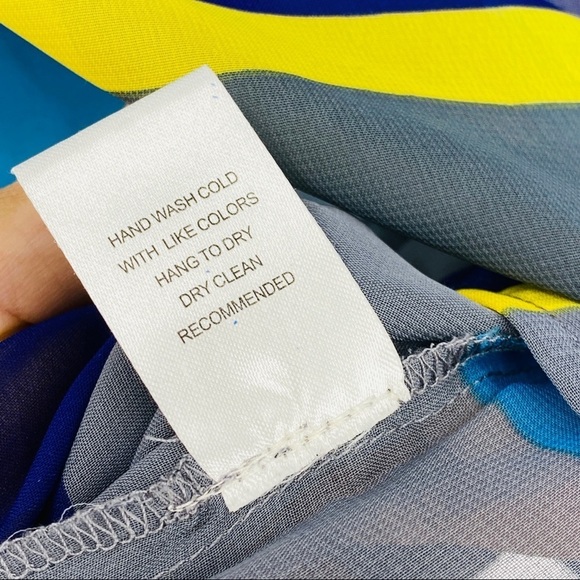 HAND WASH COLD
WITH LIKE COLORS
HANG TO DRY
DRY CLEAN
RECOMMENDED